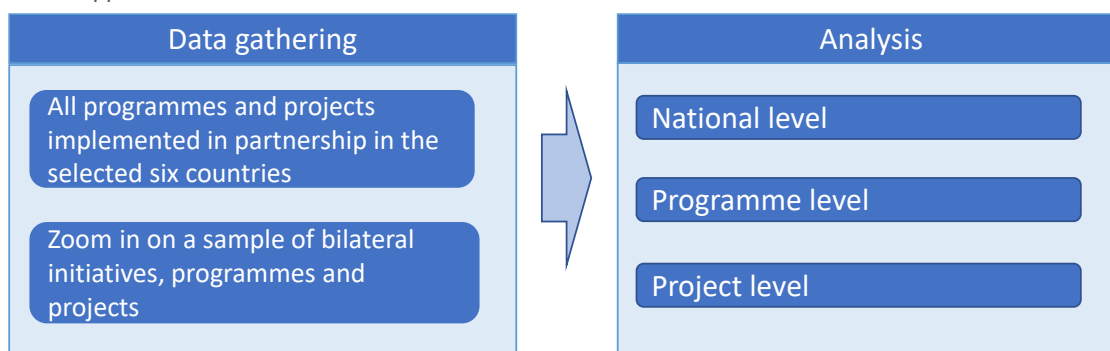 Data gathering
All programmes and projects
implemented in partnership in the
selected six countries
Zoom in on a sample of bilateral
initiatives, programmes and
projects
Analysis
National level
Programme level
Project level